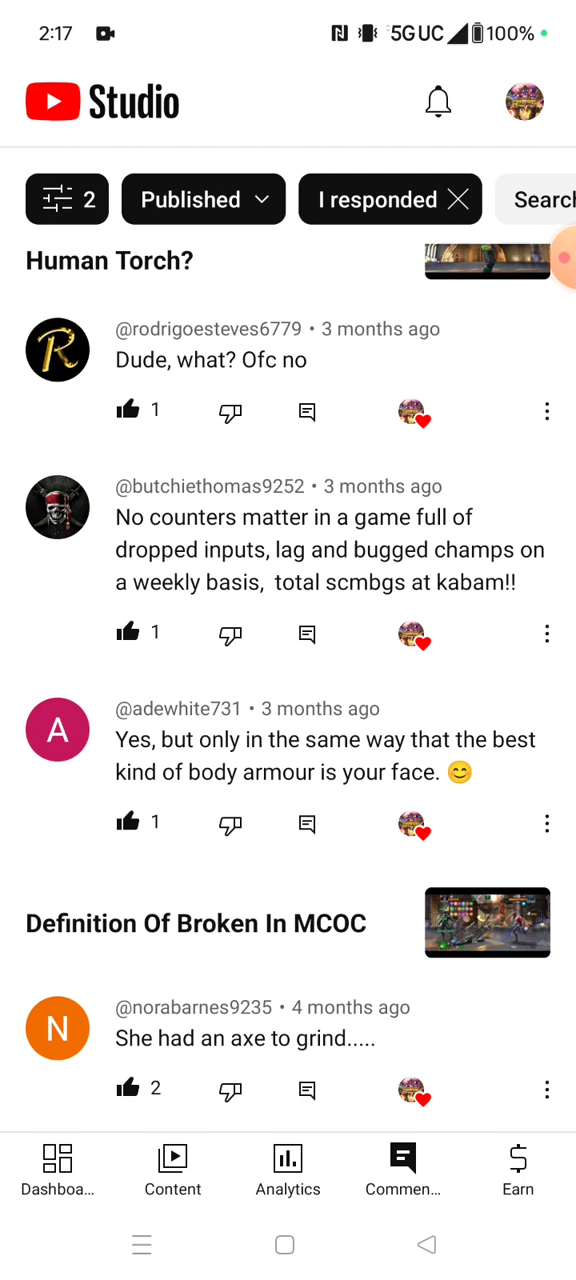 2:17
5G UC
100%
Studio
2
Published
I responded
Search
Human Torch?
@rodrigoesteves6779 • 3 months ago
Dude, what? Ofc no
1
@butchiethomas9252 • 3 months ago
No counters matter in a game full of
dropped inputs, lag and bugged champs on
a weekly basis, total scmbgs at kabam!!
1
A
@adewhite731 • 3 months ago
Yes, but only in the same way that the best
kind of body armour is your face. 😊
1
Definition Of Broken In MCOC
N
@norabarnes9235 • 4 months ago
She had an axe to grind.....
2
Dashboa...
Content
Analytics
Commen...
Earn